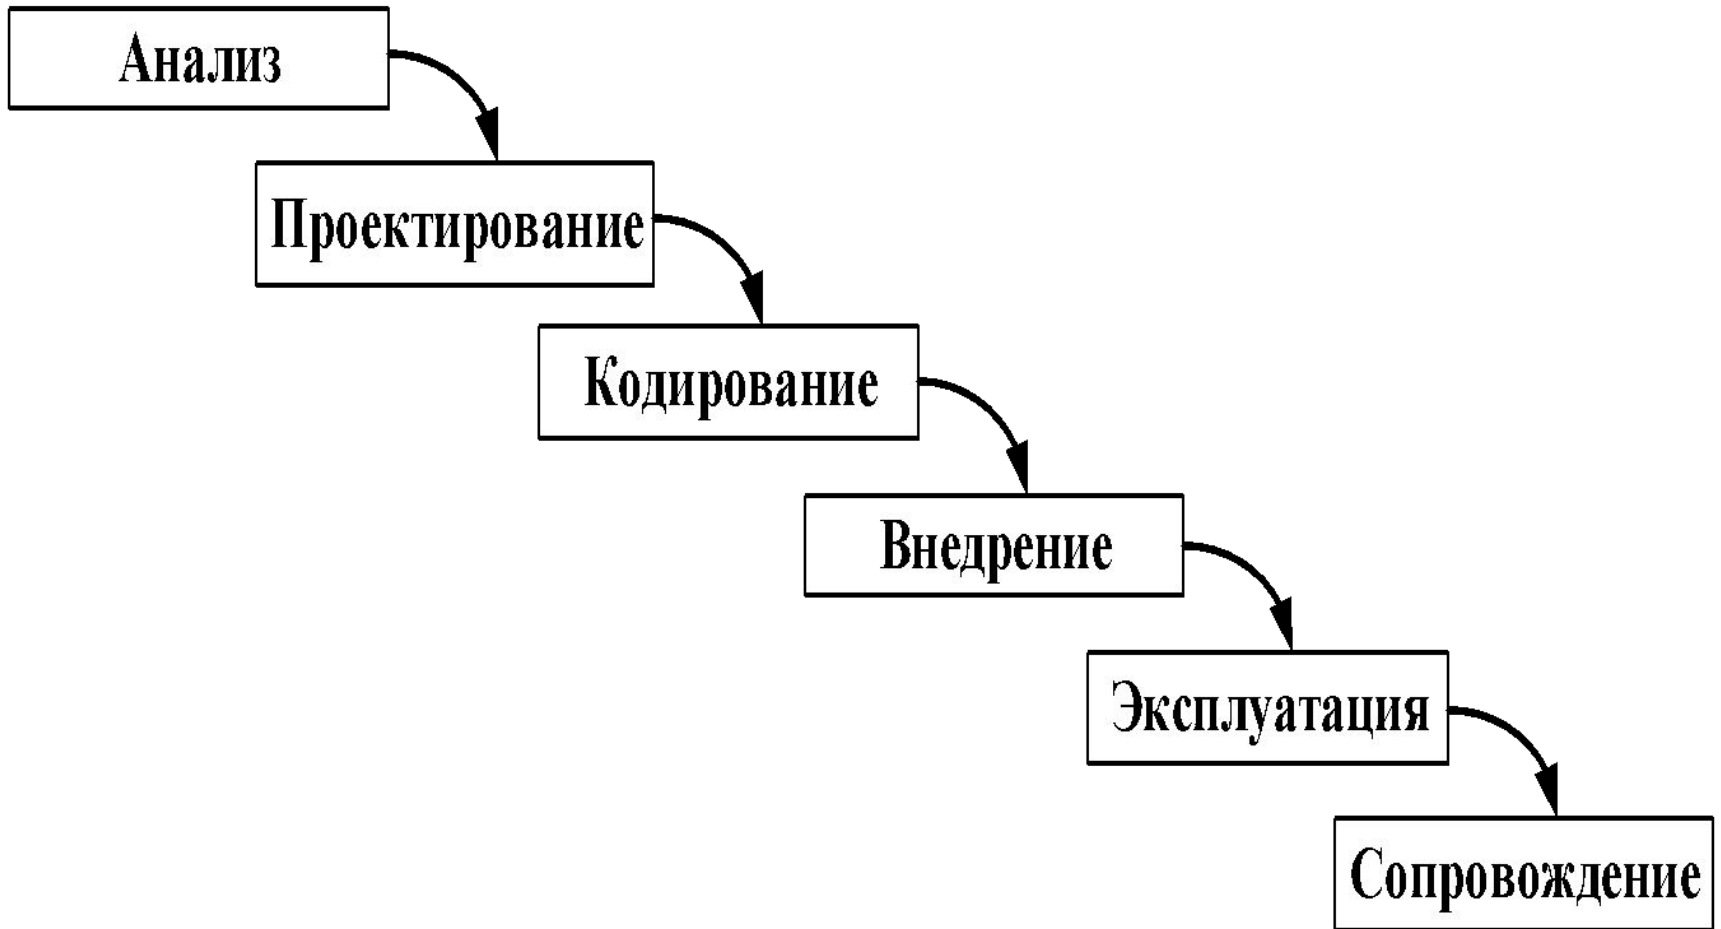 Анализ
Проектирование
Кодирование
Внедрение
Эксплуатация
Сопровождение